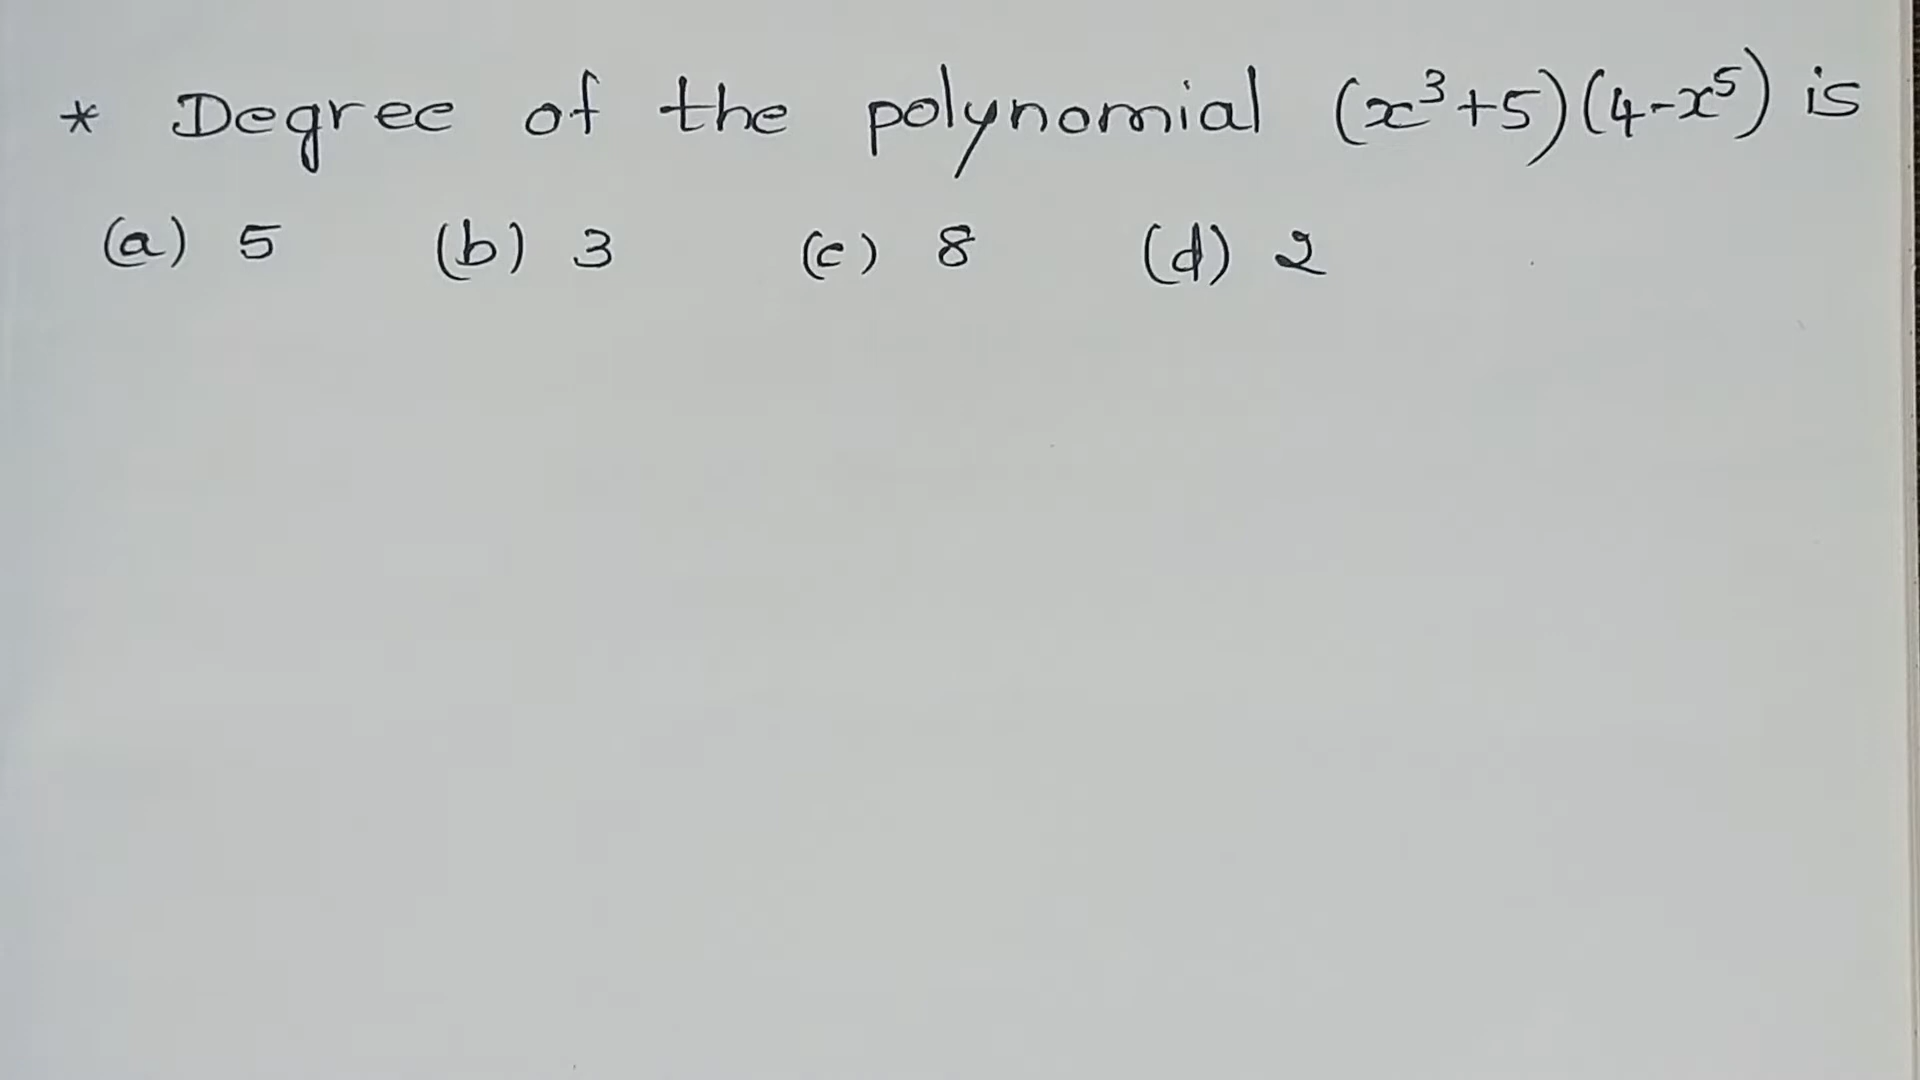 * Degree of the polynomial (x³+5)(4-x⁵) is
(a) 5 (b) 3 (c) 8 (d) 2